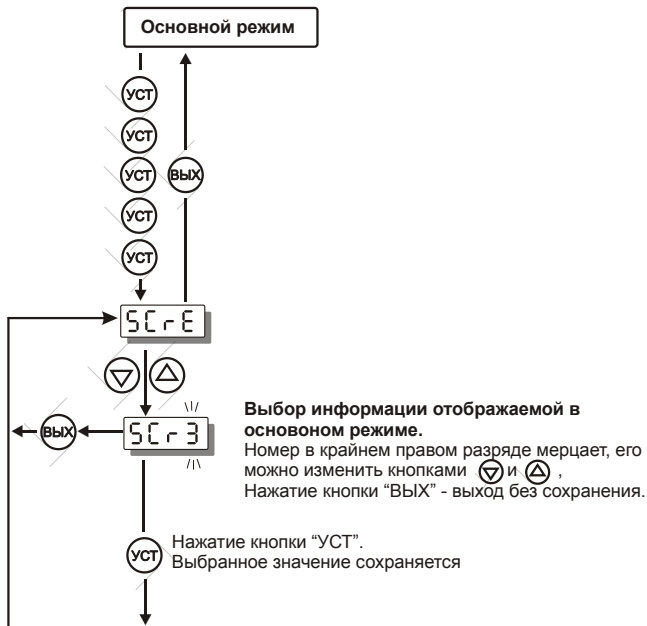 Основной режим
УСТ
УСТ
УСТ ВЫХ
УСТ
УСТ
SCrE
ВЫХ SCr3
Выбор информации отображаемой в
основоном режиме.
Номер в крайнем правом разряде мерцает, его
можно изменить кнопками и ,
Нажатие кнопки “ВЫХ” - выход без сохранения.
УСТ Нажатие кнопки “УСТ”.
Выбранное значение сохраняется